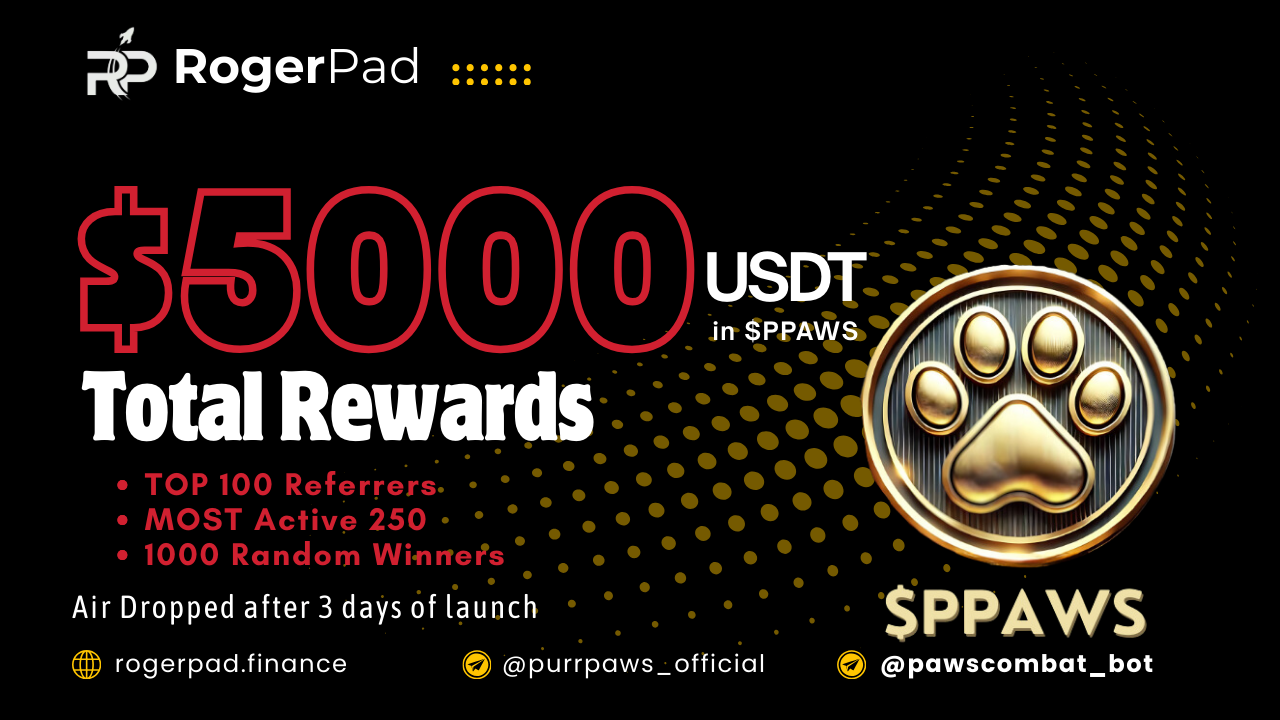 RP RogerPad
$5000 USDT
in $PPAWS
Total Rewards
• TOP 100 Referrers
• MOST Active 250
• 1000 Random Winners
Air Dropped after 3 days of launch
$PPAWS
rogerpad.finance
@purrpaws_official
@pawscombat_bot